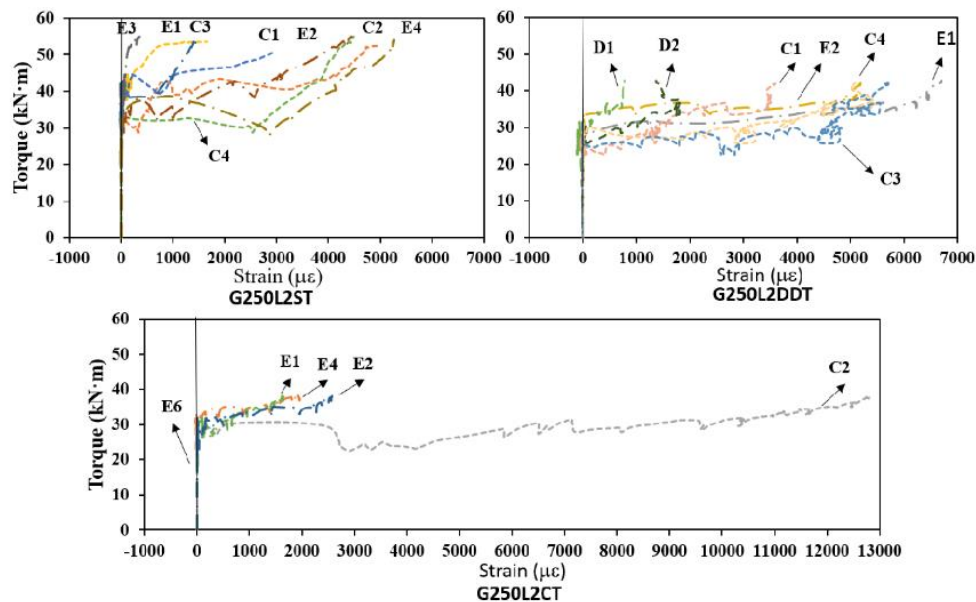 60
50
40
30
20
10
0
Torque (kN·m)
E3 E1 C3 C1 E2 C2 E4
C4
-1000 0 1000 2000 3000 4000 5000 6000 7000
Strain (με)
G250L2ST
60
50
40
30
20
10
0
D1 D2 C1 F2 C4 E1
C3
-1000 0 1000 2000 3000 4000 5000 6000 7000
Strain (με)
G250L2DDT
60
50
40
30
20
10
0
Torque (kN·m)
E6 E1 E4 E2 C2
-1000 0 1000 2000 3000 4000 5000 6000 7000 8000 9000 10000 11000 12000 13000
Strain (με)
G250L2CT